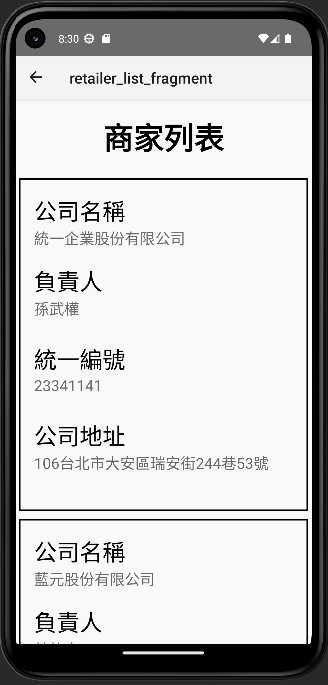 8:30
retailer_list_fragment
商家列表
公司名稱
統一企業股份有限公司
負責人
孫武權
統一編號
23341141
公司地址
106台北市大安區瑞安街244巷53號
公司名稱
藍元股份有限公司
負責人